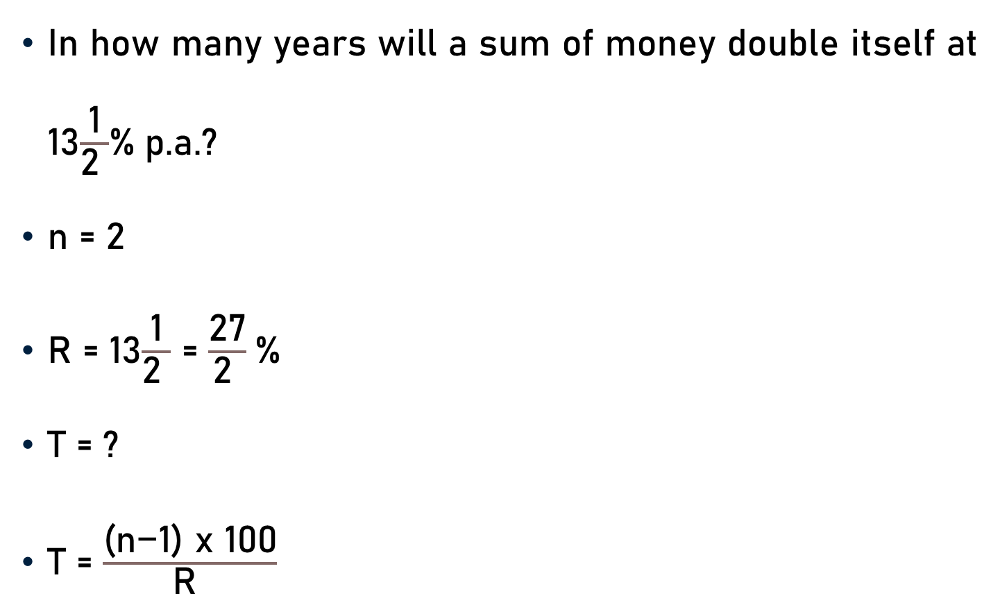 • In how many years will a sum of money double itself at
13 1/2 % p.a.?
• n = 2
• R = 13 1/2 = 27/2 %
• T = ?
• T = (n−1) x 100 / R